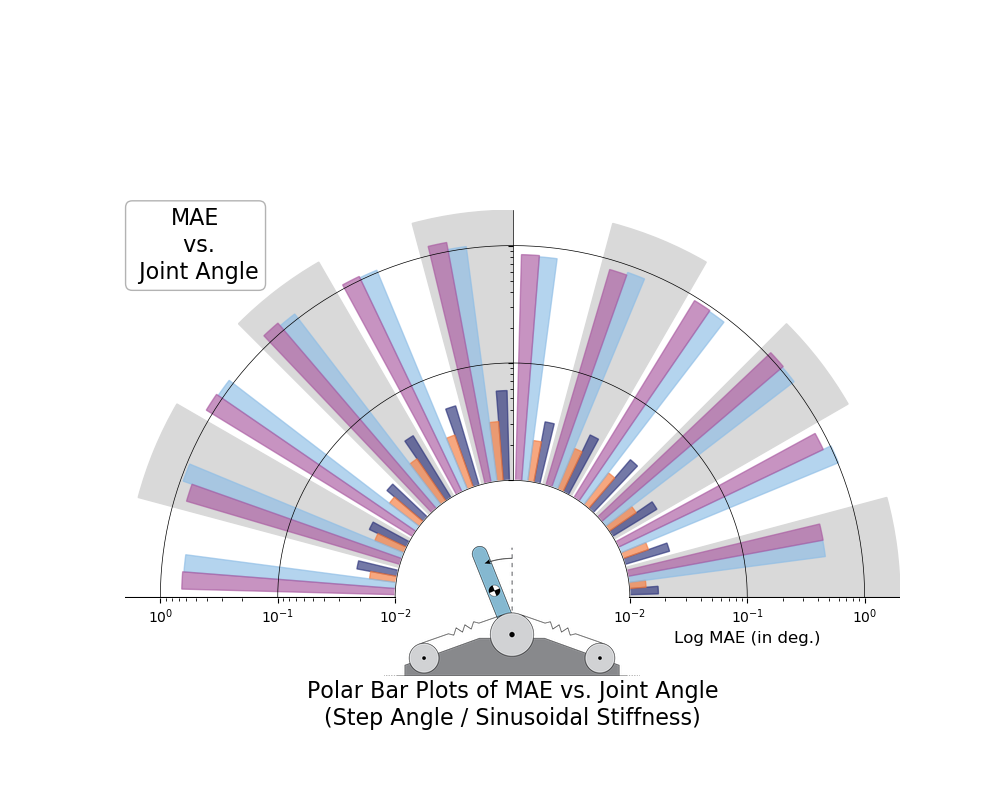 MAE
vs.
Joint Angle
10⁰ 10⁻¹ 10⁻² 10⁻² 10⁻¹ 10⁰
Log MAE (in deg.)
Polar Bar Plots of MAE vs. Joint Angle
(Step Angle / Sinusoidal Stiffness)